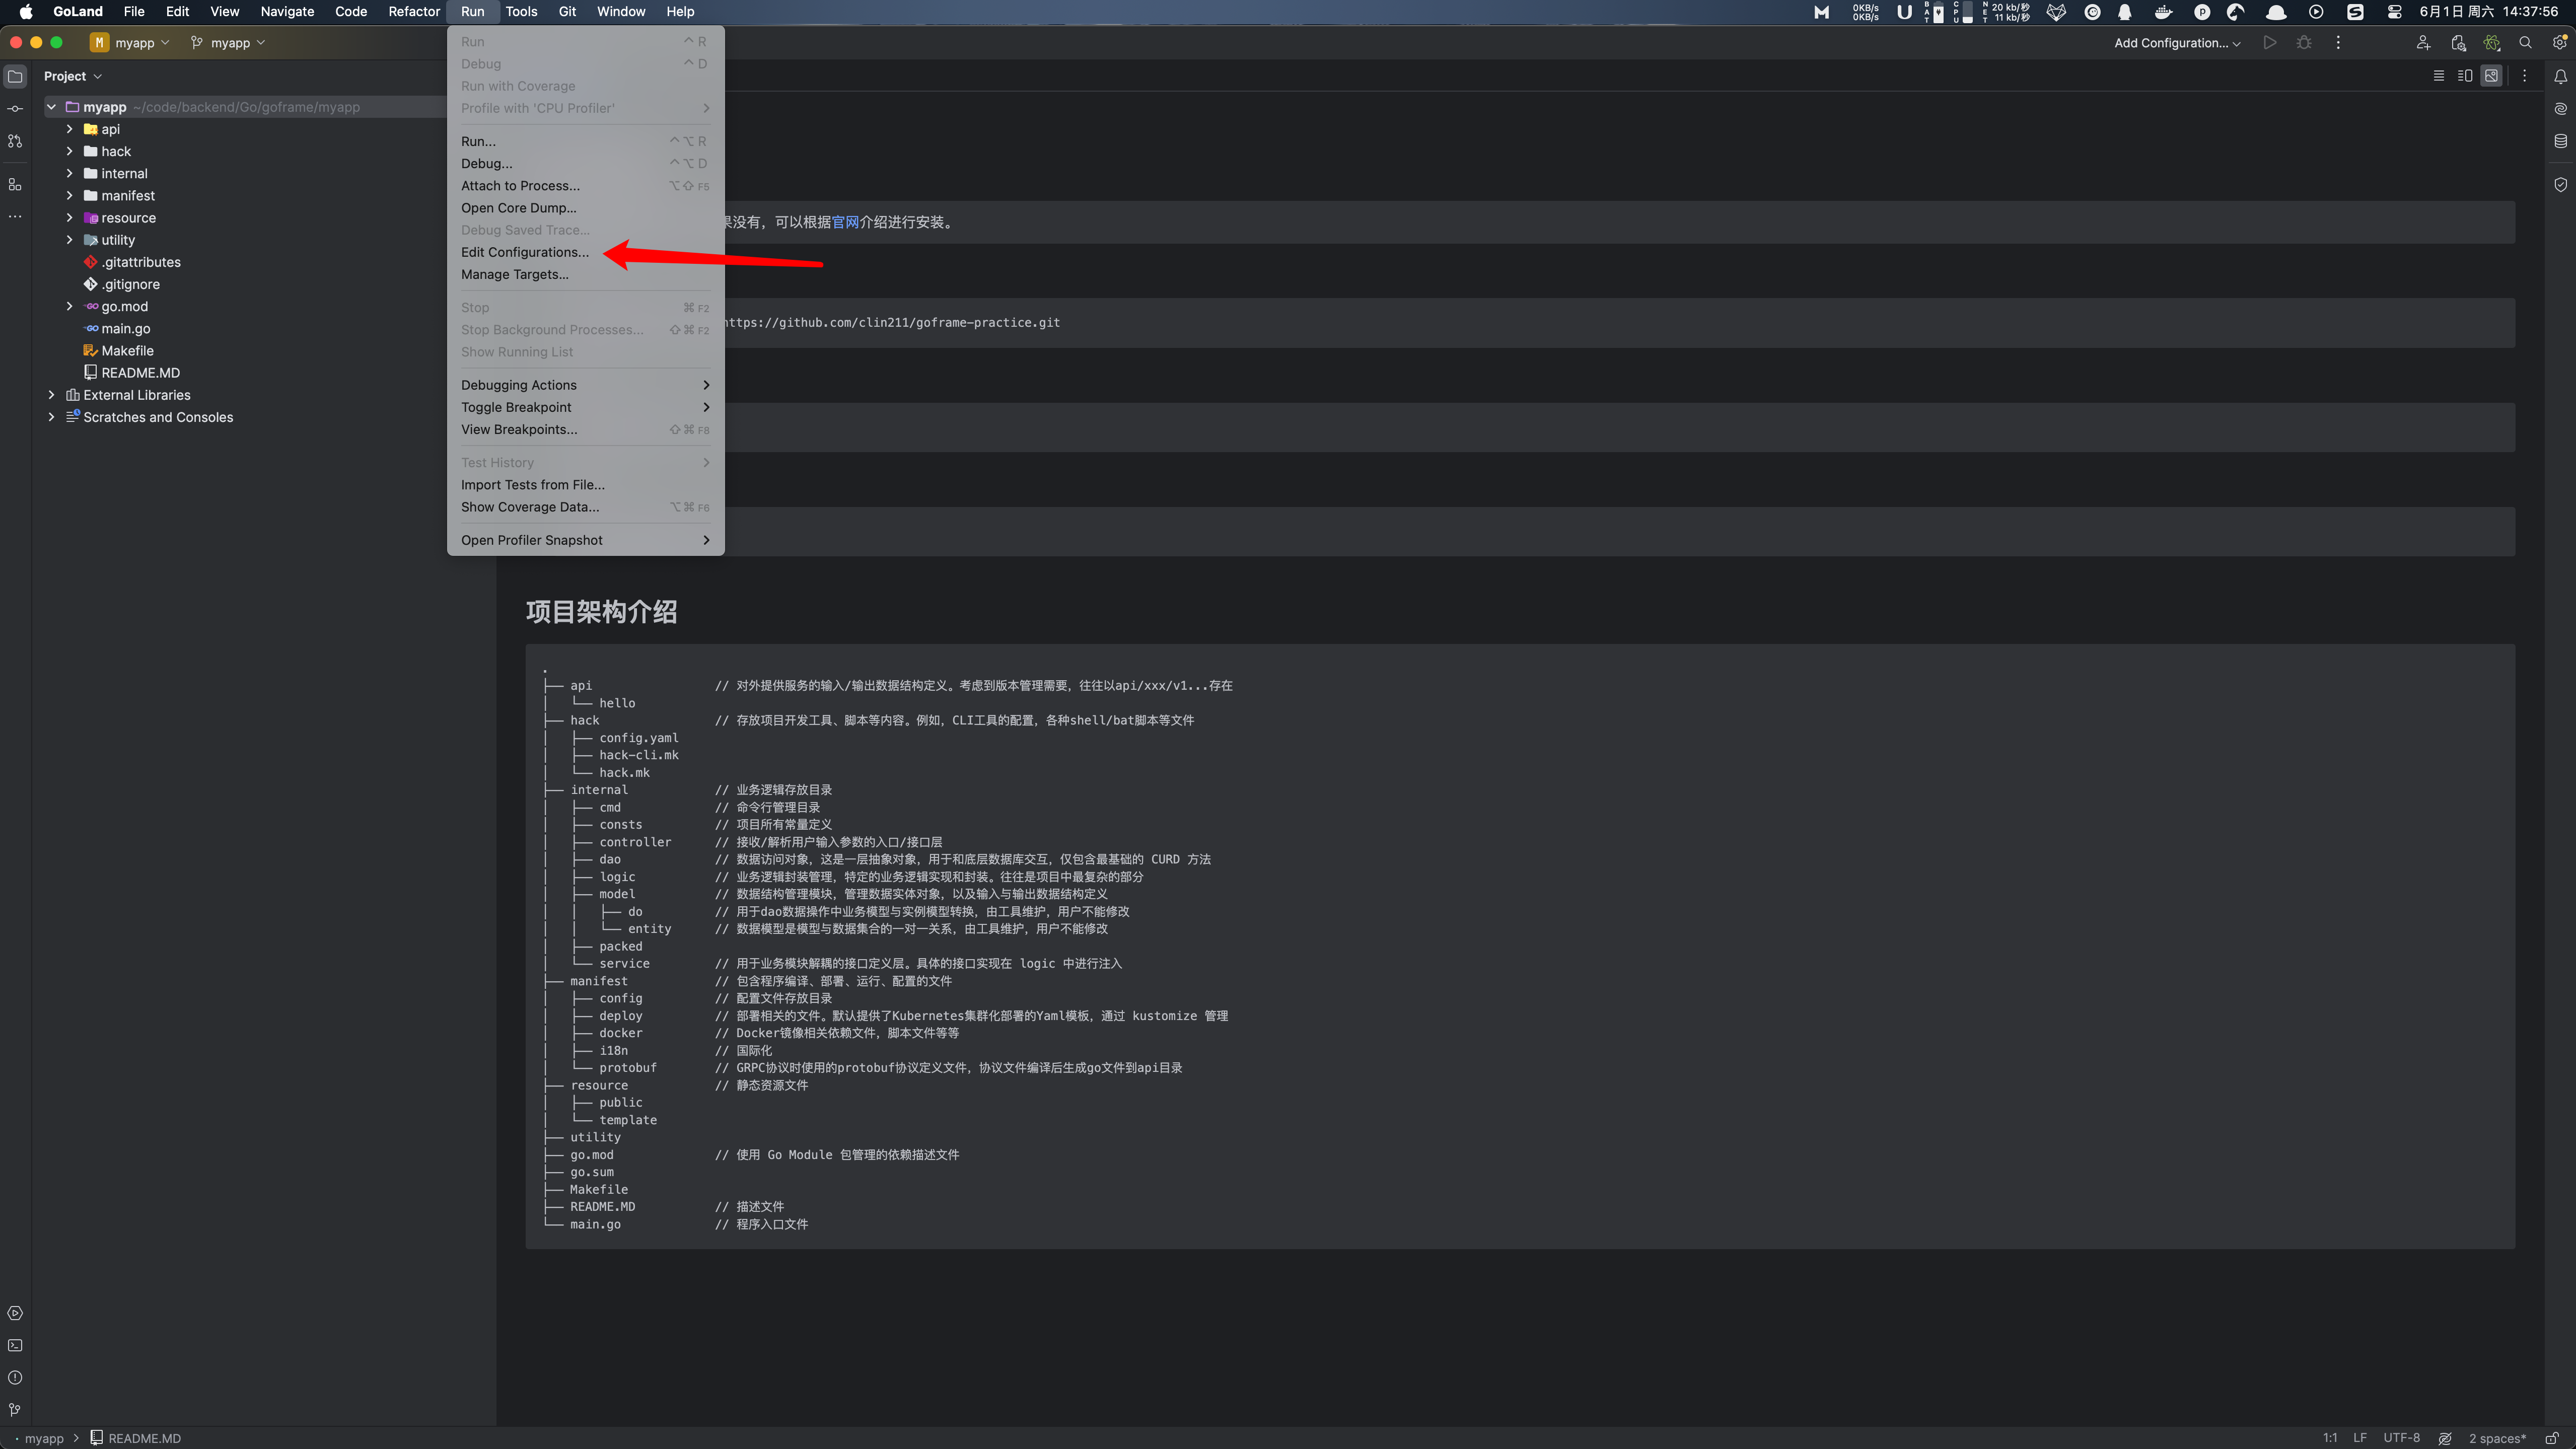 GoLand File Edit View Navigate Code Refactor Run Tools Git Window Help
0KB/s
0KB/s
BAT
CPU
NET
20 kb/秒
11 kb/秒
6月1日 周六 14:37:56
M myapp myapp
Add Configuration...
Project
myapp ~/code/backend/Go/goframe/myapp
api
hack
internal
manifest
resource
utility
.gitattributes
.gitignore
go.mod
main.go
Makefile
README.MD
External Libraries
Scratches and Consoles
Run ⌃ R
Debug ⌃ D
Run with Coverage
Profile with 'CPU Profiler'
Run... ⌃⌥ R
Debug... ⌃⌥ D
Attach to Process... ⌥⇧ F5
Open Core Dump...
Debug Saved Trace...
Edit Configurations...
Manage Targets...
Stop ⌘ F2
Stop Background Processes... ⇧⌘ F2
Show Running List
Debugging Actions
Toggle Breakpoint
View Breakpoints... ⇧⌘ F8
Test History
Import Tests from File...
Show Coverage Data... ⌥⌘ F6
Open Profiler Snapshot
果没有，可以根据官网介绍进行安装。
https://github.com/clin211/goframe-practice.git
项目架构介绍
.
├── api // 对外提供服务的输入/输出数据结构定义。考虑到版本管理需要，往往以api/xxx/v1...存在
│   └── hello
├── hack // 存放项目开发工具、脚本等内容。例如，CLI工具的配置，各种shell/bat脚本等文件
│   ├── config.yaml
│   ├── hack-cli.mk
│   └── hack.mk
├── internal // 业务逻辑存放目录
│   ├── cmd // 命令行管理目录
│   ├── consts // 项目所有常量定义
│   ├── controller // 接收/解析用户输入参数的入口/接口层
│   ├── dao // 数据访问对象，这是一层抽象对象，用于和底层数据库交互，仅包含最基础的 CURD 方法
│   ├── logic // 业务逻辑封装管理，特定的业务逻辑实现和封装。往往是项目中最复杂的部分
│   ├── model // 数据结构管理模块，管理数据实体对象，以及输入与输出数据结构定义
│   │   ├── do // 用于dao数据操作中业务模型与实例模型转换，由工具维护，用户不能修改
│   │   └── entity // 数据模型是模型与数据集合的一对一关系，由工具维护，用户不能修改
│   ├── packed
│   └── service // 用于业务模块解耦的接口定义层。具体的接口实现在 logic 中进行注入
├── manifest // 包含程序编译、部署、运行、配置的文件
│   ├── config // 配置文件存放目录
│   ├── deploy // 部署相关的文件。默认提供了Kubernetes集群化部署的Yaml模板，通过 kustomize 管理
│   ├── docker // Docker镜像相关依赖文件，脚本文件等等
│   ├── i18n // 国际化
│   └── protobuf // GRPC协议时使用的protobuf协议定义文件，协议文件编译后生成go文件到api目录
├── resource // 静态资源文件
│   ├── public
│   └── template
├── utility
├── go.mod // 使用 Go Module 包管理的依赖描述文件
├── go.sum
├── Makefile
├── README.MD // 描述文件
└── main.go // 程序入口文件
myapp > README.MD
1:1 LF UTF-8 2 spaces*